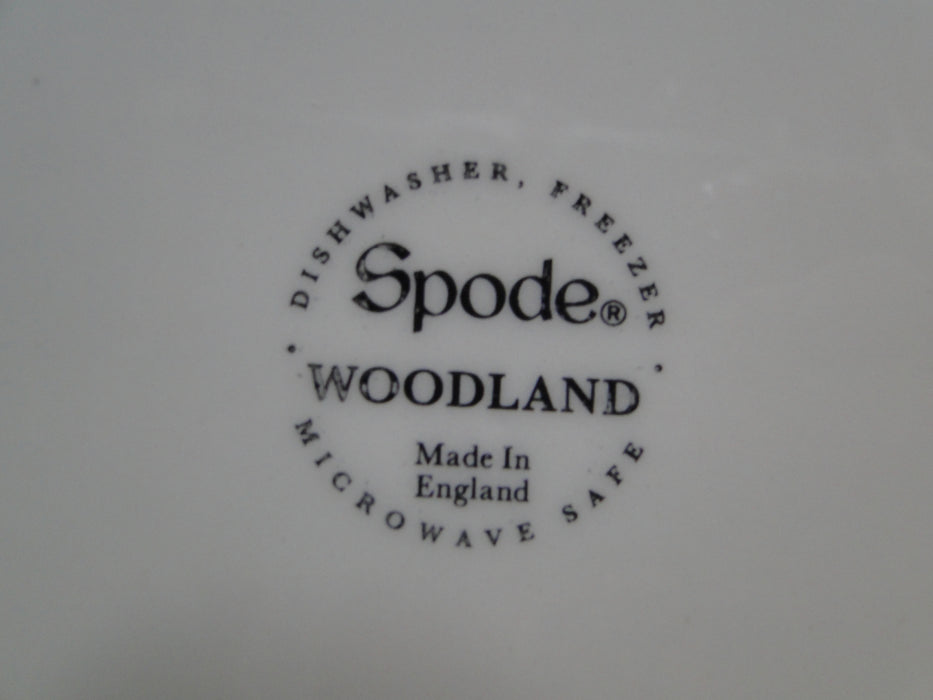 DISHWASHER, FREEZER
Spode®
WOODLAND
Made In
England
• MICROWAVE SAFE •